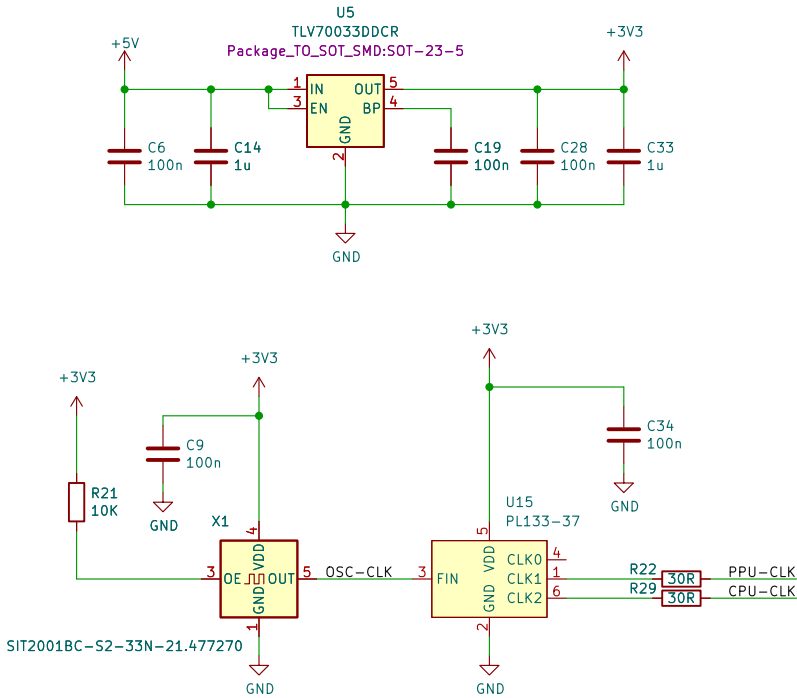 U5
TLV70033DDCR
Package_TO_SOT_SMD:SOT-23-5
+5V
+3V3
1 IN OUT 5
3 EN BP 4
GND
2
C6
100n
C14
1u
C19
100n
C28
100n
C33
1u
GND
+3V3
+3V3
+3V3
C9
100n
GND
C34
100n
GND
R21
10K
X1
4
VDD
3 OE OUT 5
GND
1
SIT2001BC-S2-33N-21.477270
GND
OSC-CLK
U15
PL133-37
5
VDD
CLK0 4
3 FIN CLK1 1
CLK2 6
GND
2
GND
R22
30R
PPU-CLK
R29
30R
CPU-CLK